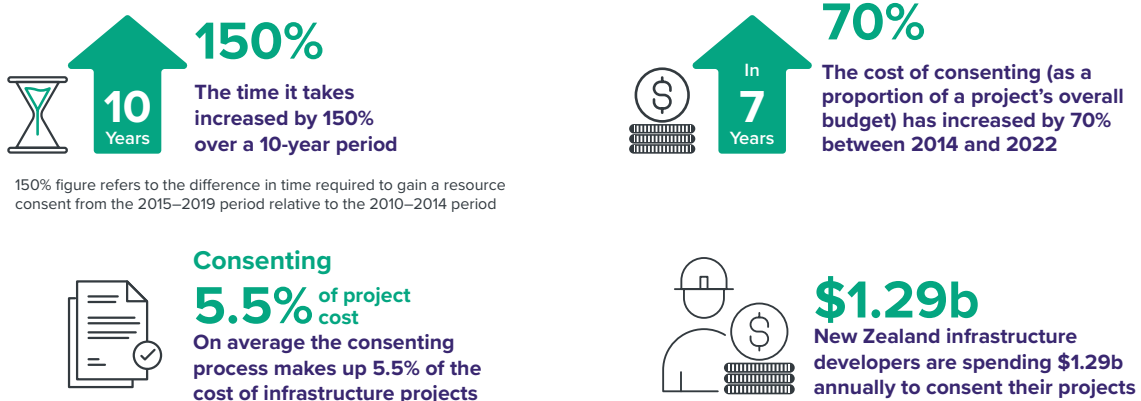 10
Years
150%
The time it takes
increased by 150%
over a 10-year period
150% figure refers to the difference in time required to gain a resource
consent from the 2015–2019 period relative to the 2010–2014 period
In
7
Years
70%
The cost of consenting (as a
proportion of a project's overall
budget) has increased by 70%
between 2014 and 2022
Consenting
5.5% of project
cost
On average the consenting
process makes up 5.5% of the
cost of infrastructure projects
$1.29b
New Zealand infrastructure
developers are spending $1.29b
annually to consent their projects